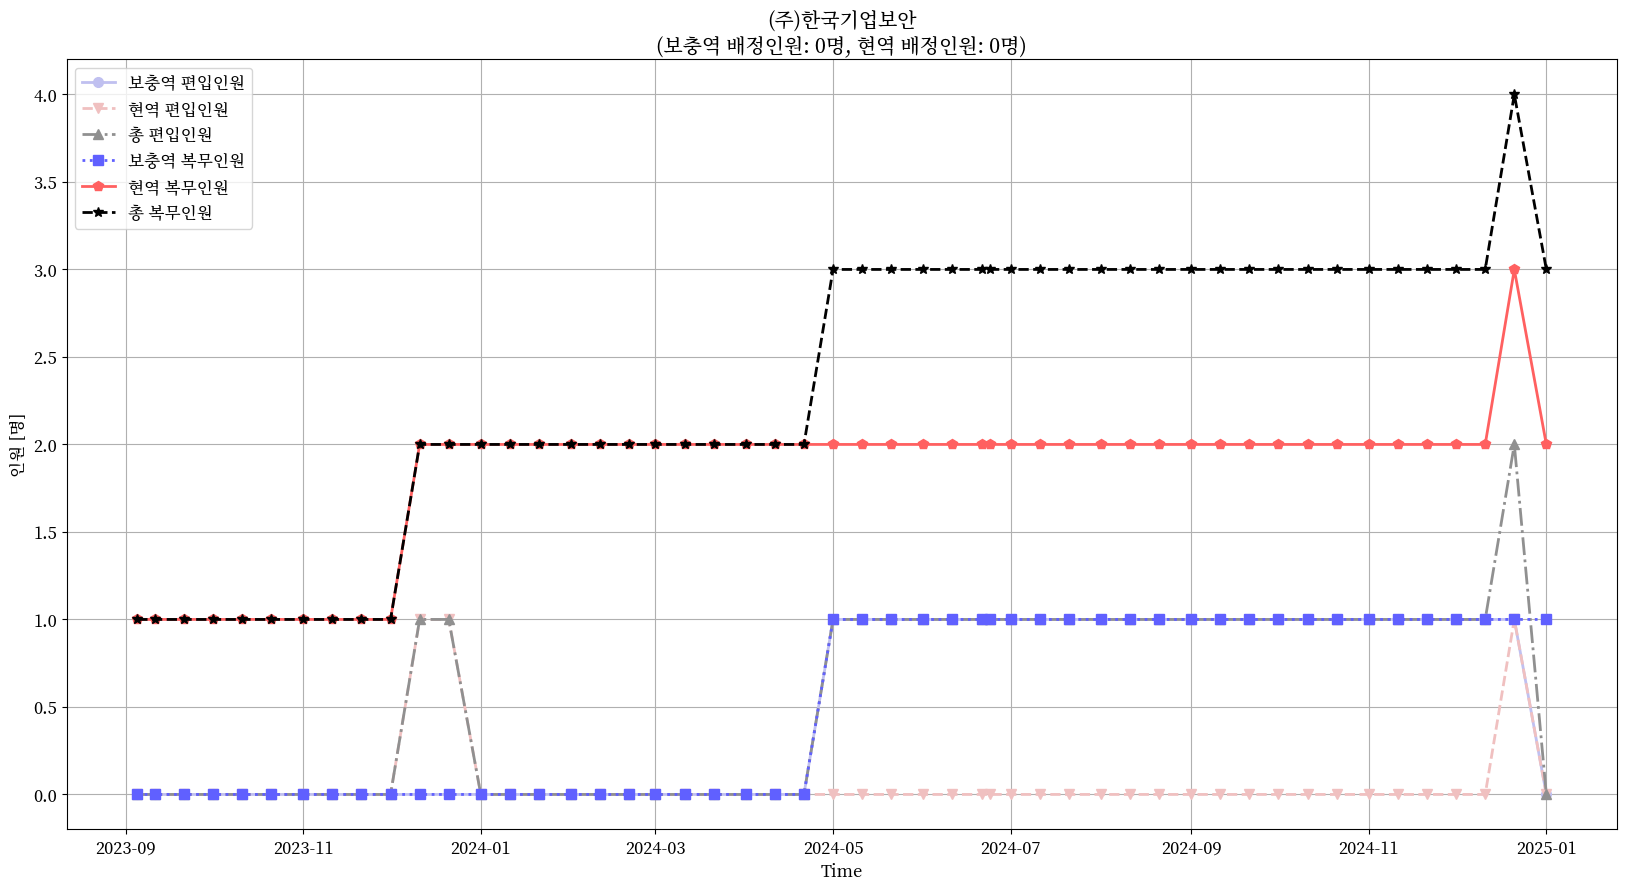 (주)한국기업보안
(보충역 배정인원: 0명, 현역 배정인원: 0명)
보충역 편입인원
현역 편입인원
총 편입인원
보충역 복무인원
현역 복무인원
총 복무인원
인원 [명]
4.0
3.5
3.0
2.5
2.0
1.5
1.0
0.5
0.0
2023-09
2023-11
2024-01
2024-03
2024-05
2024-07
2024-09
2024-11
2025-01
Time